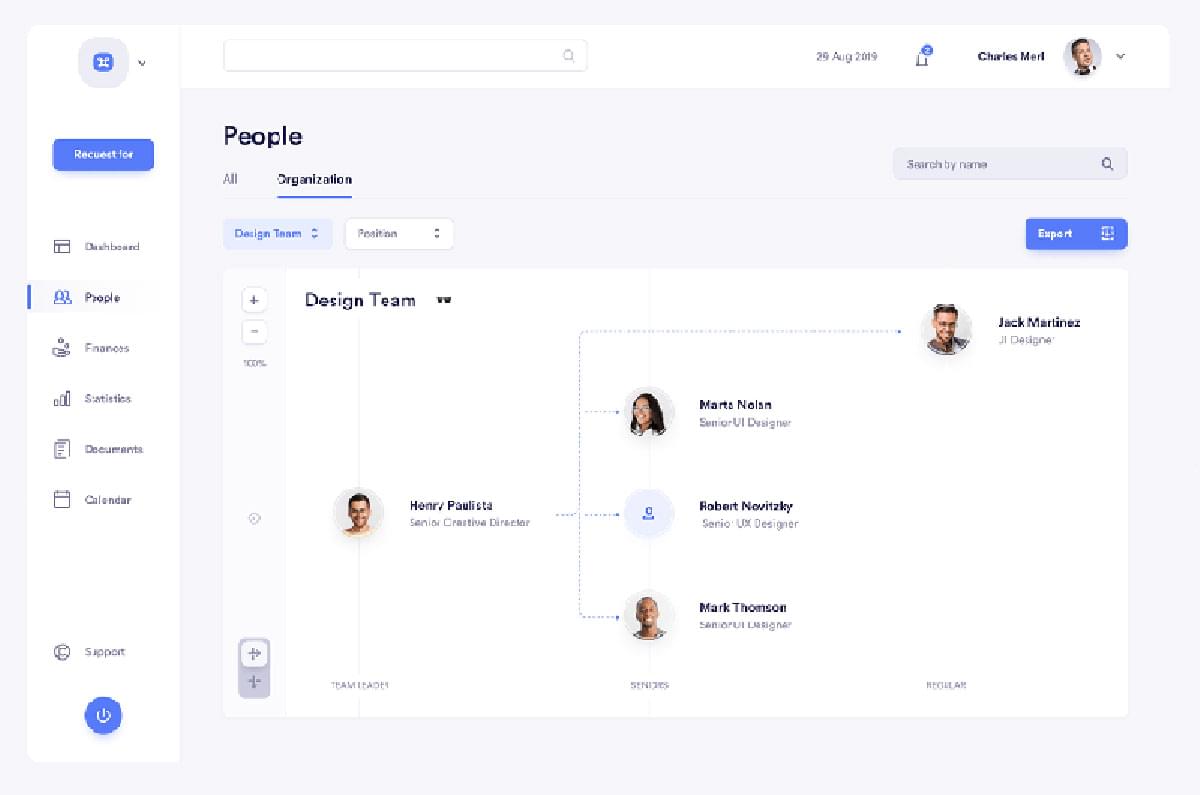 29 Aug 2019
2
Charles Merl
Recuest for
Dashboard
People
Finances
Statistics
Documents
Calendar
Support
People
All
Organization
Search by name
Design Team
Position
Export
100%
Design Team
Jack Martinez
UI Designer
Marta Nolan
Senior UI Designer
Henry Paulista
Senior Creative Director
Robert Novitzky
Senior UX Designer
Mark Thomson
Senior UI Designer
TEAM LEADER
SENIORS
REGULAR